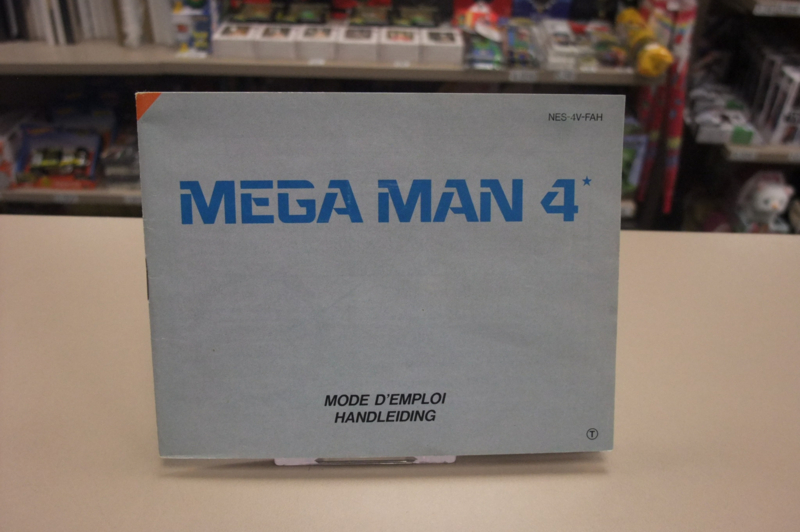 NES-4V-FAH
MEGA MAN 4★
MODE D'EMPLOI
HANDLEIDING
T